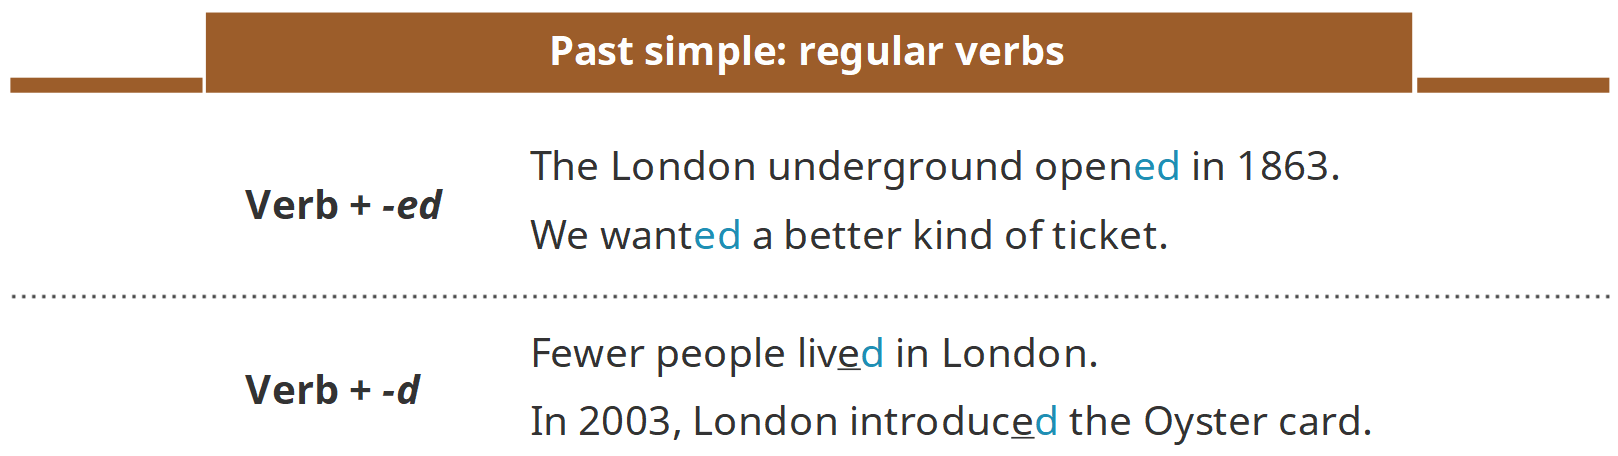 Past simple: regular verbs
Verb + -ed
The London underground opened in 1863.
We wanted a better kind of ticket.
Verb + -d
Fewer people lived in London.
In 2003, London introduced the Oyster card.